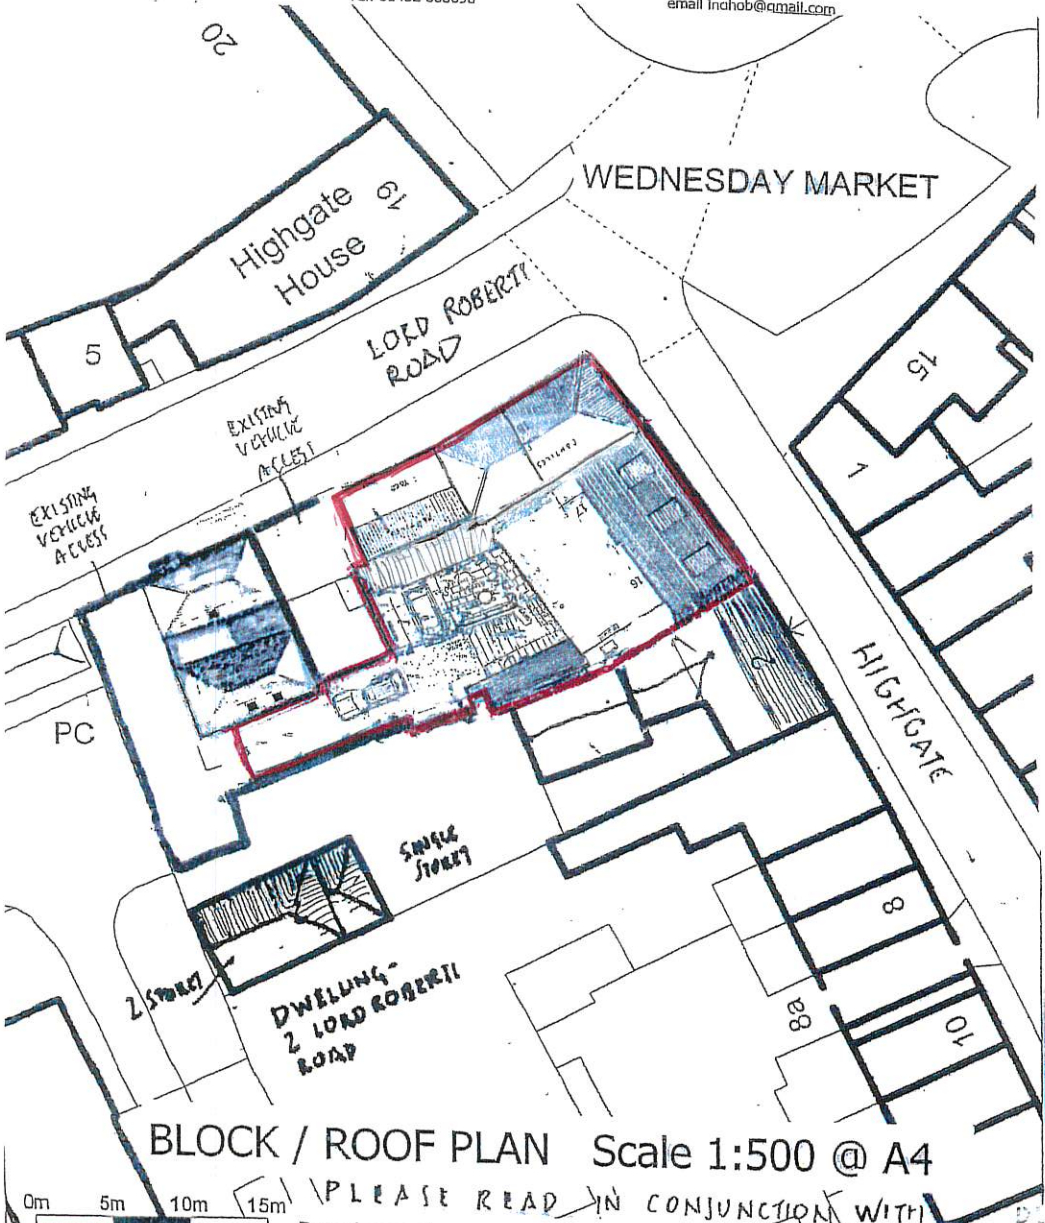 email
20
WEDNESDAY MARKET
Highgate
House
19
5
LORD ROBERTS
ROAD
15
1
EXISTING
VEHICLE
ACCESS
EXISTING
VEHICLE
ACCESS
PC
2
HIGHGATE
SINGLE
STOREY
8
2 STOREY
DWELLING -
2 LORD ROBERTS
ROAD
8a
10
BLOCK / ROOF PLAN Scale 1:500 @ A4
0m 5m 10m 15m
PLEASE READ IN CONJUNCTION WITH